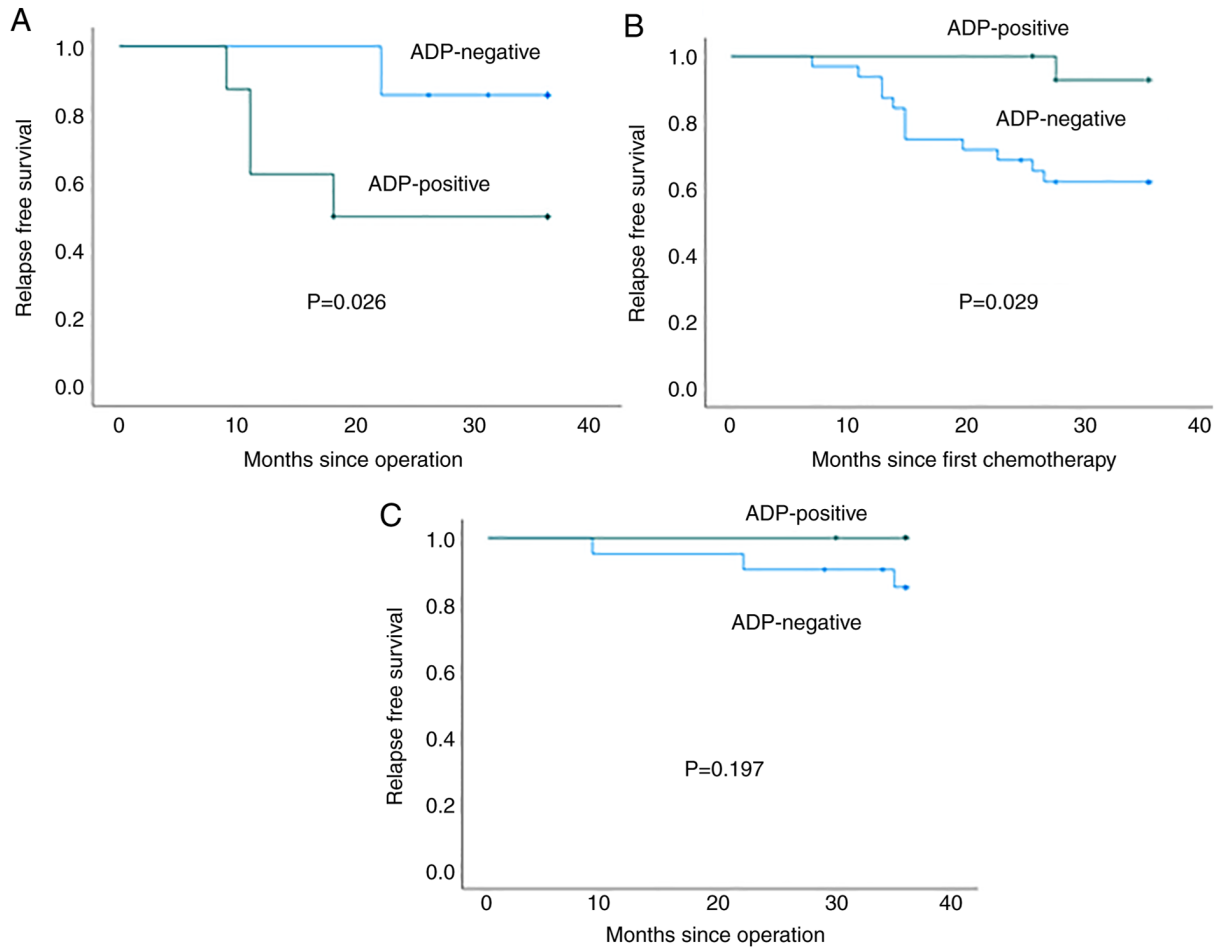 A
Relapse free survival
1.0
0.8
0.6
0.4
0.2
0.0
ADP-negative
ADP-positive
P=0.026
0 10 20 30 40
Months since operation
B
Relapse free survival
1.0
0.8
0.6
0.4
0.2
0.0
ADP-positive
ADP-negative
P=0.029
0 10 20 30 40
Months since first chemotherapy
C
Relapse free survival
1.0
0.8
0.6
0.4
0.2
0.0
ADP-positive
ADP-negative
P=0.197
0 10 20 30 40
Months since operation